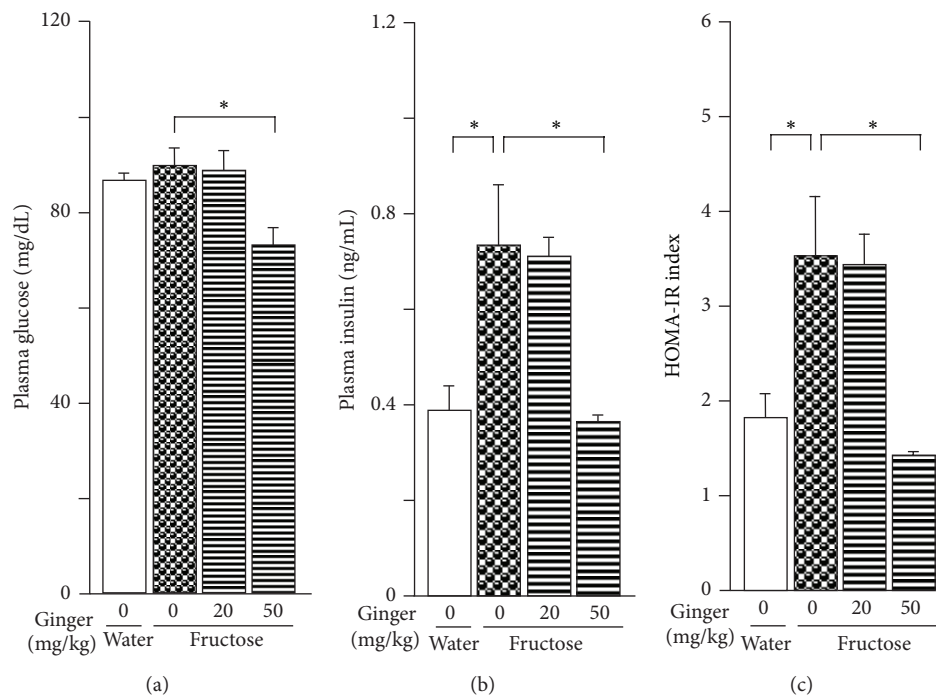 120
80
40
0
Plasma glucose (mg/dL)
*
Ginger
(mg/kg)
0
0
20
50
Water
Fructose
(a)
1.2
0.8
0.4
0
Plasma insulin (ng/mL)
*
*
Ginger
(mg/kg)
0
0
20
50
Water
Fructose
(b)
6
5
4
3
2
1
0
HOMA-IR index
*
*
Ginger
(mg/kg)
0
0
20
50
Water
Fructose
(c)